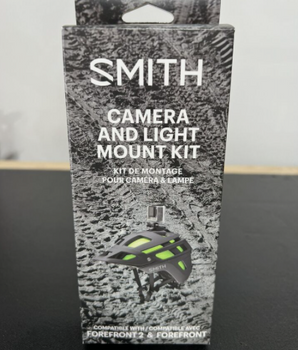 SMITH
CAMERA
AND LIGHT
MOUNT KIT
KIT DE MONTAGE
POUR CAMÉRA & LAMPE
SMITH
COMPATIBLE WITH / COMPATIBLE AVEC
FOREFRONT 2 & FOREFRONT